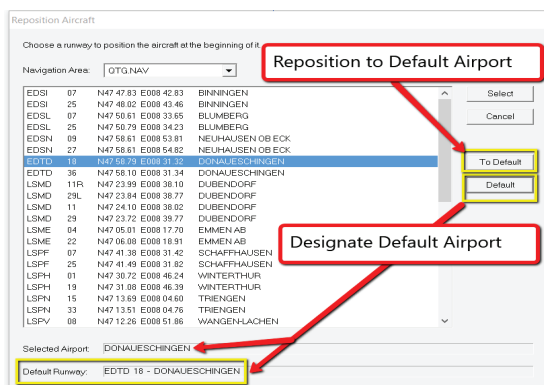 Reposition Aircraft
Choose a runway to position the aircraft at the beginning of it.
Reposition to Default Airport
Navigation Area: QTG.NAV
EDSI 07 N47 47.83 E008 42.83 BINNINGEN
EDSI 25 N47 48.02 E008 43.46 BINNINGEN
EDSL 07 N47 50.61 E008 33.65 BLUMBERG
EDSL 25 N47 50.79 E008 34.23 BLUMBERG
EDSN 09 N47 58.61 E008 53.81 NEUHAUSEN OB ECK
EDSN 27 N47 58.61 E008 54.82 NEUHAUSEN OB ECK
EDTD 18 N47 58.79 E008 31.32 DONAUESCHINGEN
EDTD 36 N47 58.10 E008 31.34 DONAUESCHINGEN
LSMD 11R N47 23.99 E008 38.10 DUBENDORF
LSMD 29L N47 23.84 E008 38.77 DUBENDORF
LSMD 11 N47 24.10 E008 38.02 DUBENDORF
LSMD 29 N47 23.72 E008 39.77 DUBENDORF
LSME 04 N47 05.01 E008 17.70 EMMEN AB
LSME 22 N47 06.08 E008 18.91 EMMEN AB
LSPF 07 N47 41.38 E008 31.42 SCHAFFHAUSEN
LSPF 25 N47 41.49 E008 31.82 SCHAFFHAUSEN
LSPH 01 N47 30.72 E008 46.24 WINTERTHUR
LSPH 19 N47 31.08 E008 46.39 WINTERTHUR
LSPN 15 N47 13.69 E008 04.60 TRIENGEN
LSPN 33 N47 13.51 E008 04.76 TRIENGEN
LSPV 08 N47 12.26 E008 51.86 WANGEN-LACHEN
Select
Cancel
To Default
Default
Designate Default Airport
Selected Airport: DONAUESCHINGEN
Default Runway: EDTD 18 - DONAUESCHINGEN